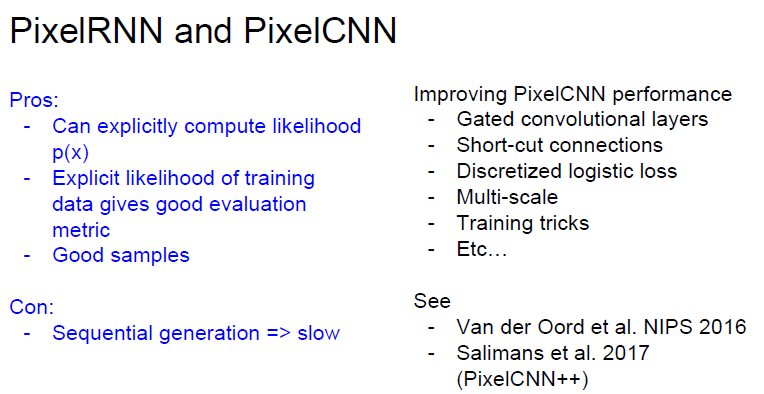 PixelRNN and PixelCNN
Pros:
- Can explicitly compute likelihood
p(x)
- Explicit likelihood of training
data gives good evaluation
metric
- Good samples
Con:
- Sequential generation => slow
Improving PixelCNN performance
- Gated convolutional layers
- Short-cut connections
- Discretized logistic loss
- Multi-scale
- Training tricks
- Etc…
See
- Van der Oord et al. NIPS 2016
- Salimans et al. 2017
(PixelCNN++)